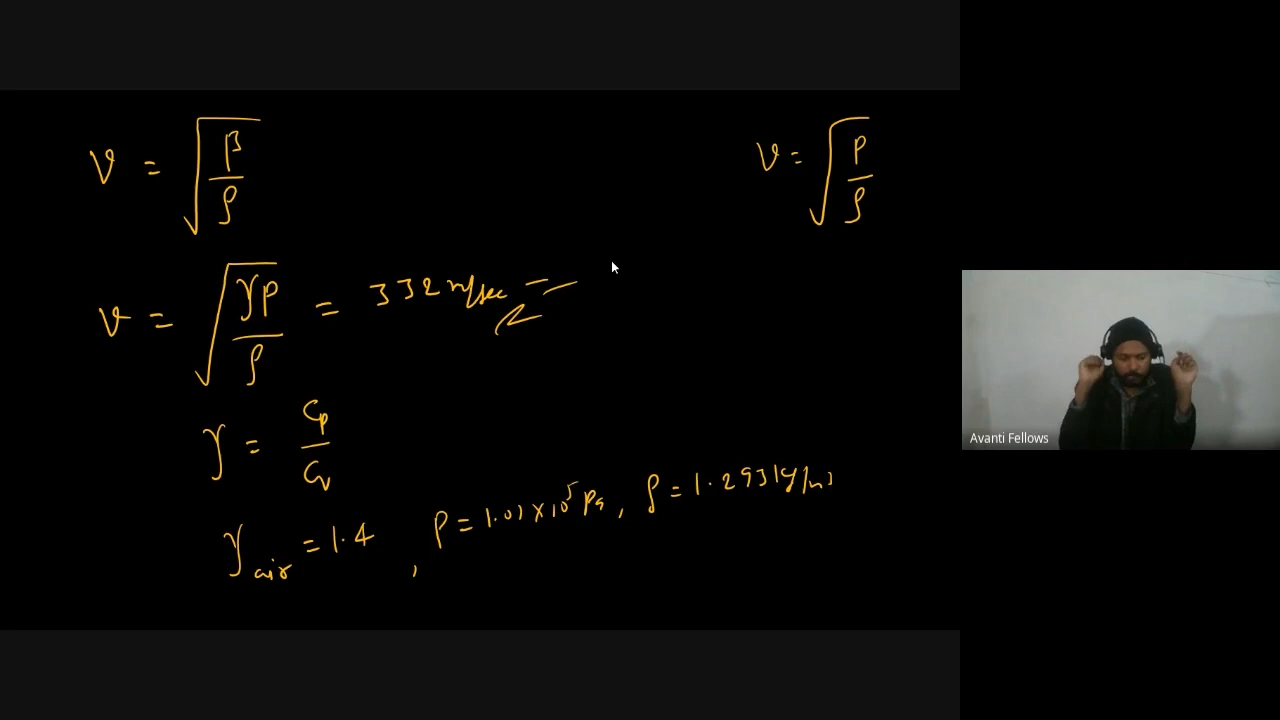 v = √(β/ρ)
v = √(P/ρ)
v = √(γP/ρ) = 332 m/sec
γ = Cp/Cv
γair = 1.4 , P = 1.01×10⁵ Pa , ρ = 1.293 kg/m³
Avanti Fellows